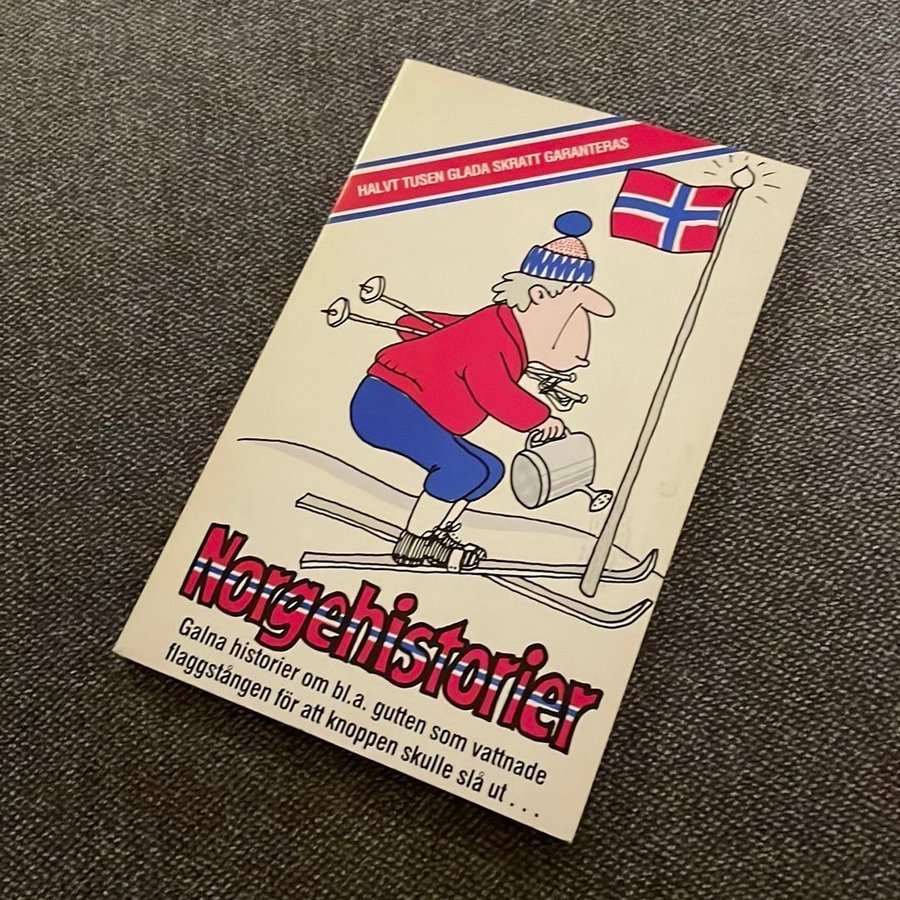 HALVT TUSEN GLADA SKRATT GARANTERAS
Norgehistorier
Galna historier om bl.a. gutten som vattnade
flaggstången för att knoppen skulle slå ut...